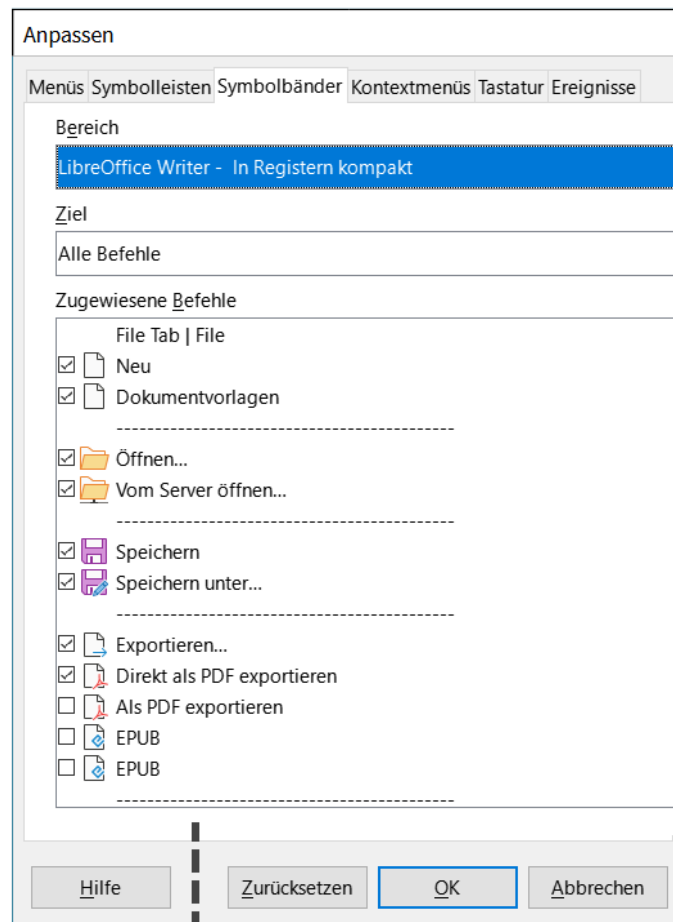 Anpassen
Menüs Symbolleisten Symbolbänder Kontextmenüs Tastatur Ereignisse
Bereich
LibreOffice Writer - In Registern kompakt
Ziel
Alle Befehle
Zugewiesene Befehle
File Tab | File
Neu
Dokumentvorlagen
--------------------------------------------
Öffnen...
Vom Server öffnen...
--------------------------------------------
Speichern
Speichern unter...
--------------------------------------------
Exportieren...
Direkt als PDF exportieren
Als PDF exportieren
EPUB
EPUB
--------------------------------------------
Hilfe Zurücksetzen OK Abbrechen